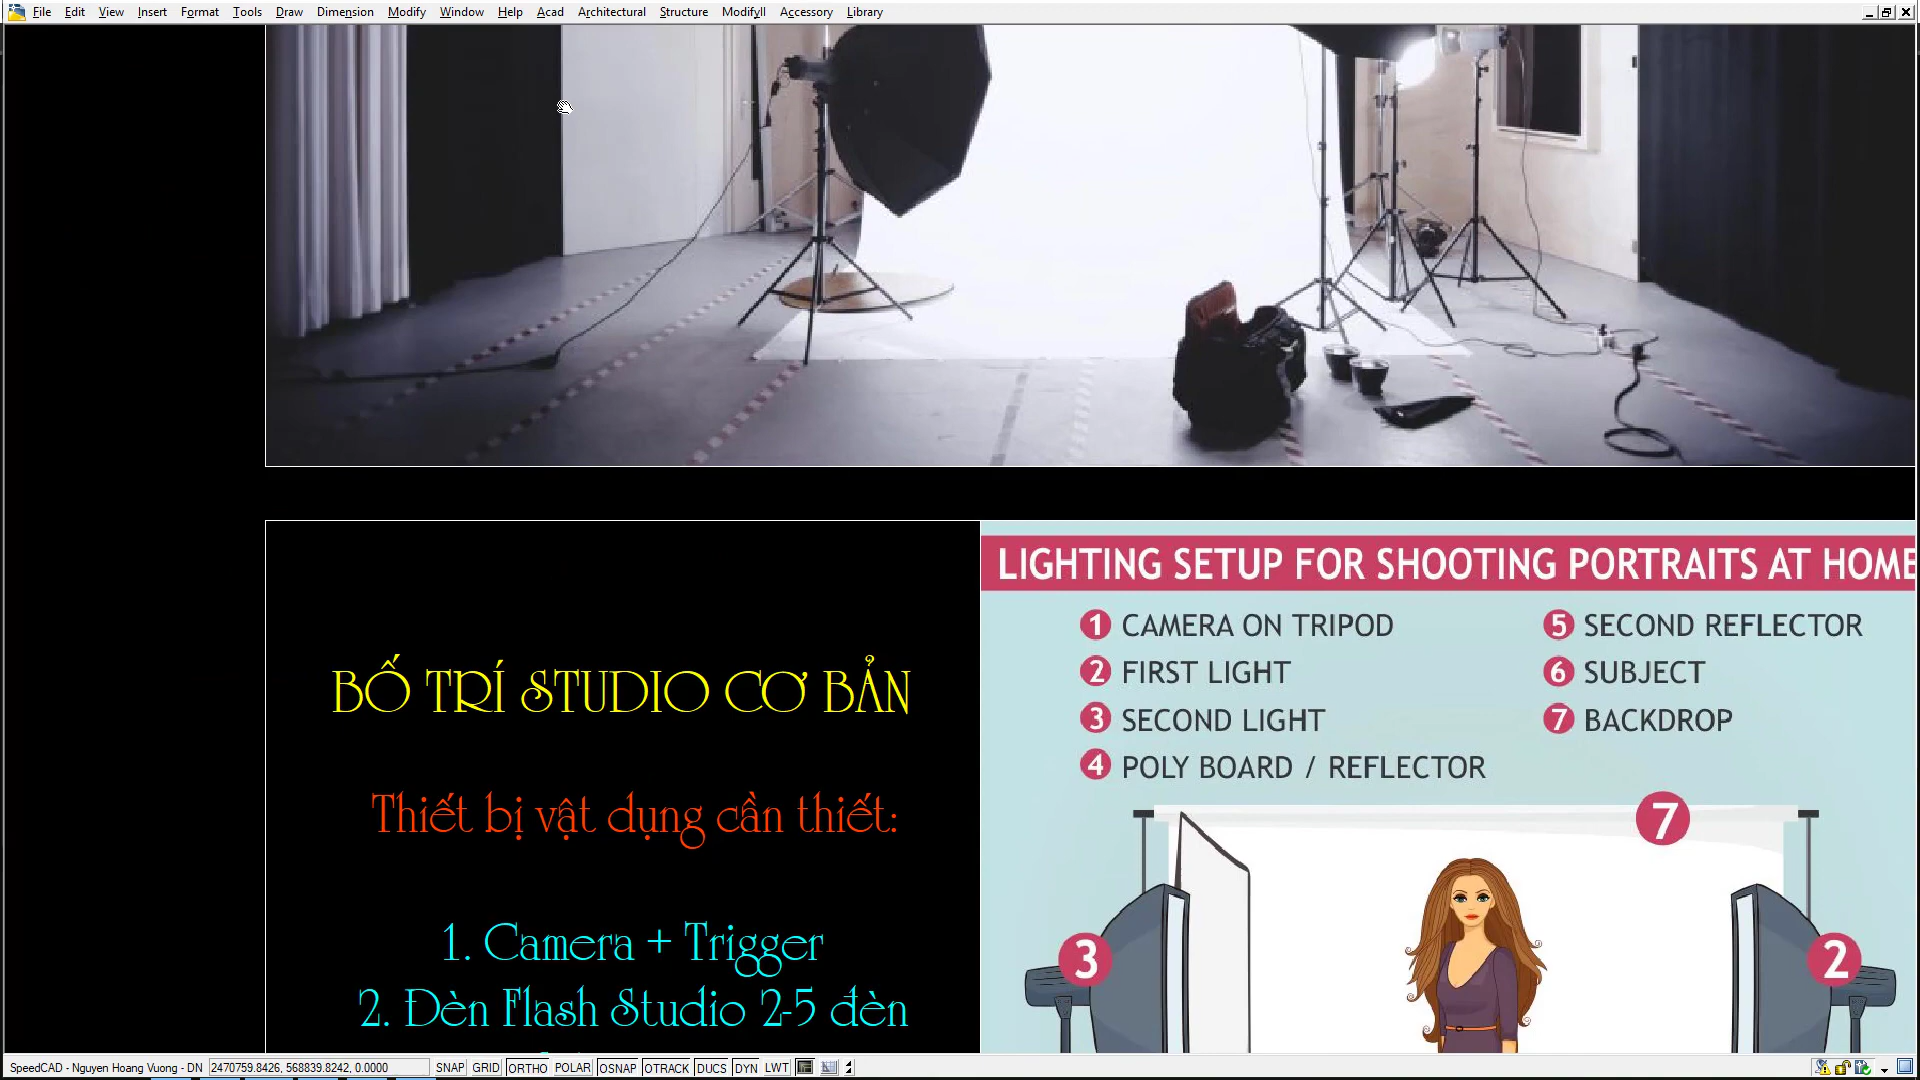 File Edit View Insert Format Tools Draw Dimension Modify Window Help Acad Architectural Structure ModifyII Accessory Library
LIGHTING SETUP FOR SHOOTING PORTRAITS AT HOME
1 CAMERA ON TRIPOD
2 FIRST LIGHT
3 SECOND LIGHT
4 POLY BOARD / REFLECTOR
5 SECOND REFLECTOR
6 SUBJECT
7 BACKDROP
7
3
2
BỐ TRÍ STUDIO CƠ BẢN
Thiết bị vật dụng cần thiết:
1. Camera + Trigger
2. Đèn Flash Studio 2-5 đèn
SpeedCAD - Nguyen Hoang Vuong - DN 2470759.8426, 568839.8242, 0.0000 SNAP GRID ORTHO POLAR OSNAP OTRACK DUCS DYN LWT